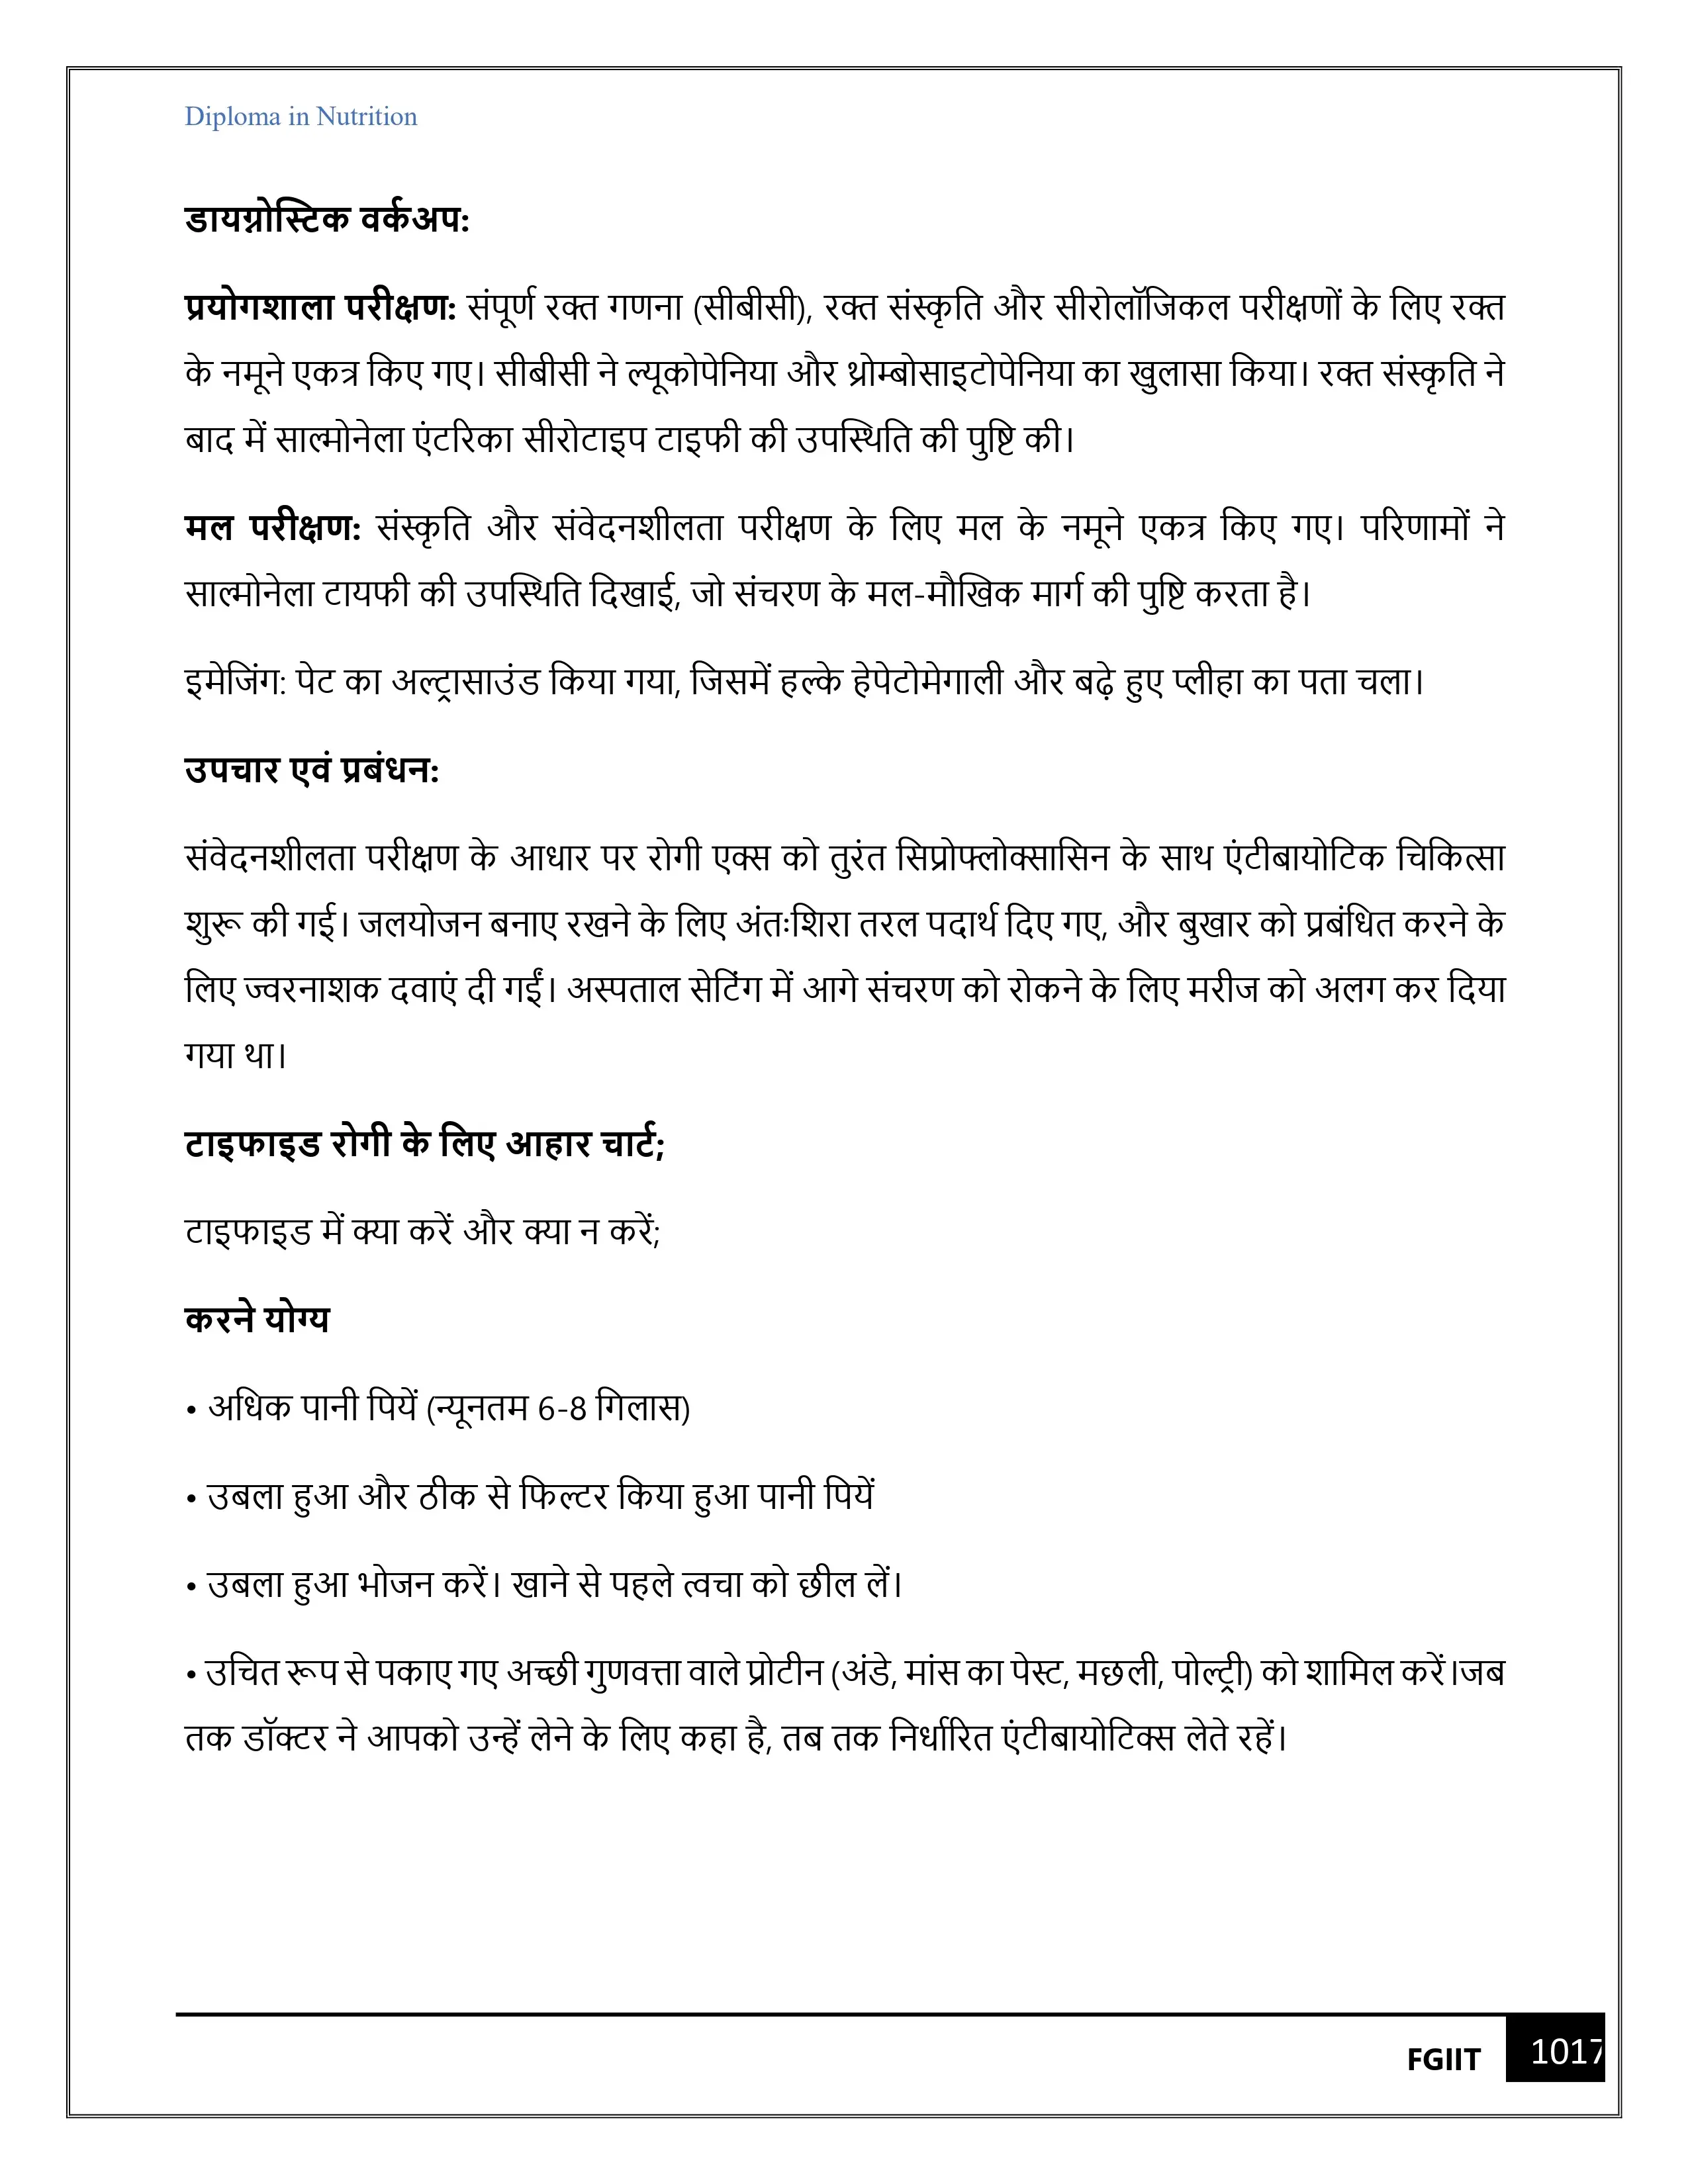 Diploma in Nutrition
डायग्नोस्टिक वर्कअप:
प्रयोगशाला परीक्षण: संपूर्ण रक्त गणना (सीबीसी), रक्त संस्कृति और सीरोलॉजिकल परीक्षणों के लिए रक्त
के नमूने एकत्र किए गए। सीबीसी ने ल्यूकोपेनिया और थ्रोम्बोसाइटोपेनिया का खुलासा किया। रक्त संस्कृति ने
बाद में साल्मोनेला एंटरिका सीरोटाइप टाइफी की उपस्थिति की पुष्टि की।
मल परीक्षण: संस्कृति और संवेदनशीलता परीक्षण के लिए मल के नमूने एकत्र किए गए। परिणामों ने
साल्मोनेला टायफी की उपस्थिति दिखाई, जो संचरण के मल-मौखिक मार्ग की पुष्टि करता है।
इमेजिंग: पेट का अल्ट्रासाउंड किया गया, जिसमें हल्के हेपेटोमेगाली और बढ़े हुए प्लीहा का पता चला।
उपचार एवं प्रबंधन:
संवेदनशीलता परीक्षण के आधार पर रोगी एक्स को तुरंत सिप्रोफ्लोक्सासिन के साथ एंटीबायोटिक चिकित्सा
शुरू की गई। जलयोजन बनाए रखने के लिए अंतःशिरा तरल पदार्थ दिए गए, और बुखार को प्रबंधित करने के
लिए ज्वरनाशक दवाएं दी गईं। अस्पताल सेटिंग में आगे संचरण को रोकने के लिए मरीज को अलग कर दिया
गया था।
टाइफाइड रोगी के लिए आहार चार्ट;
टाइफाइड में क्या करें और क्या न करें;
करने योग्य
• अधिक पानी पियें (न्यूनतम 6-8 गिलास)
• उबला हुआ और ठीक से फिल्टर किया हुआ पानी पियें
• उबला हुआ भोजन करें। खाने से पहले त्वचा को छील लें।
• उचित रूप से पकाए गए अच्छी गुणवत्ता वाले प्रोटीन (अंडे, मांस का पेस्ट, मछली, पोल्ट्री) को शामिल करें।जब
तक डॉक्टर ने आपको उन्हें लेने के लिए कहा है, तब तक निर्धारित एंटीबायोटिक्स लेते रहें।
FGIIT 1017